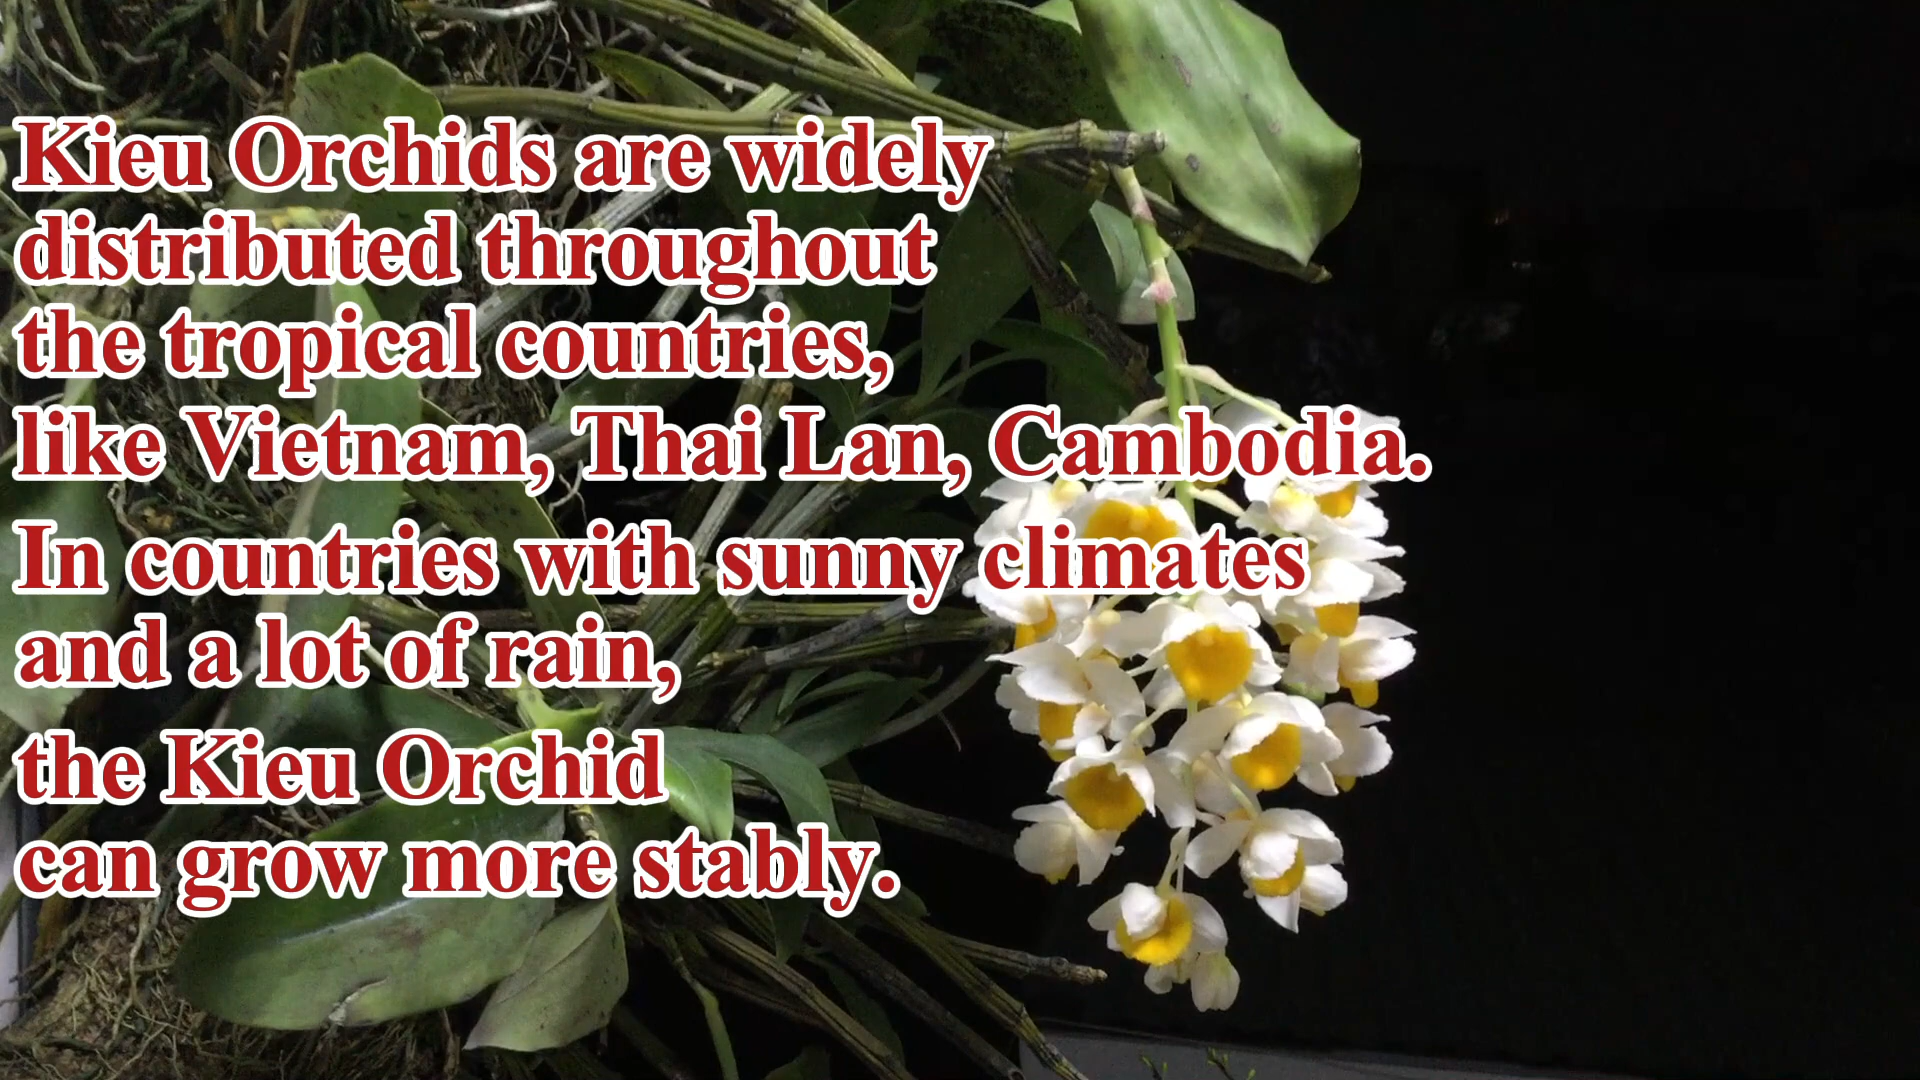 Kieu Orchids are widely
distributed throughout
the tropical countries,
like Vietnam, Thai Lan, Cambodia.
In countries with sunny climates
and a lot of rain,
the Kieu Orchid
can grow more stably.